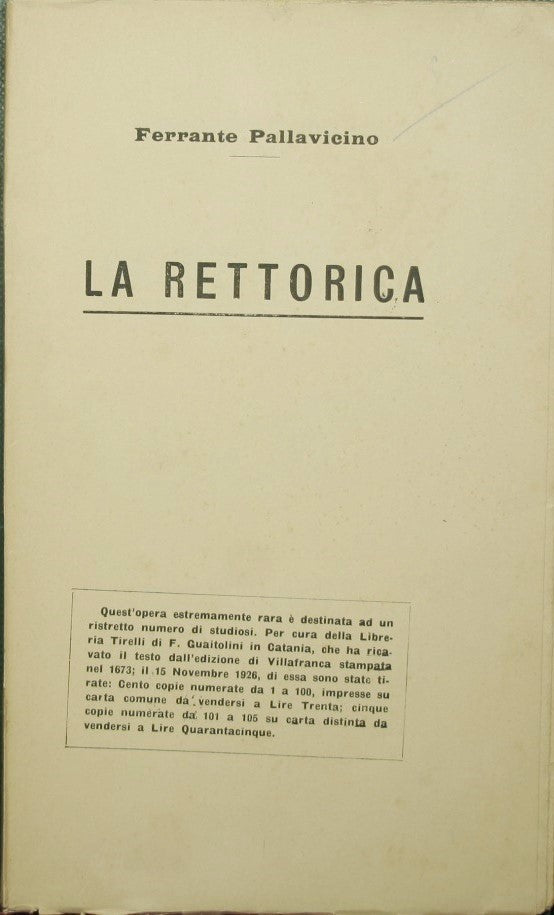 Ferrante Pallavicino
LA RETTORICA
Quest'opera estremamente rara è destinata ad un
ristretto numero di studiosi. Per cura della Libre-
ria Tirelli di F. Guaitolini in Catania, che ha rica-
vato il testo dall'edizione di Villafranca stampata
nel 1673; il 15 Novembre 1926, di essa sono state ti-
rate: Cento copie numerate da 1 a 100, impresse su
carta comune da vendersi a Lire Trenta; cinque
copie numerate da 101 a 105 su carta distinta da
vendersi a Lire Quarantacinque.